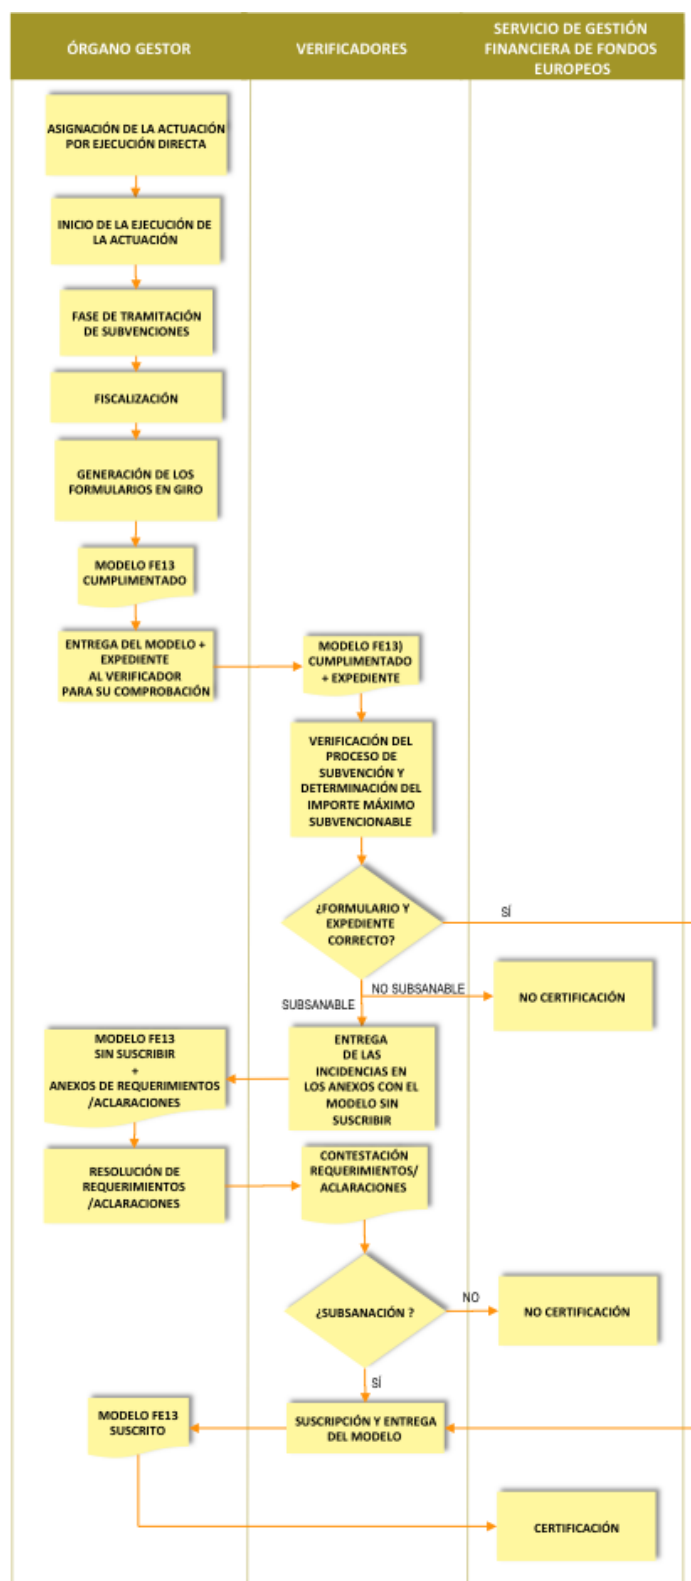 ÓRGANO GESTOR
VERIFICADORES
SERVICIO DE GESTIÓN
FINANCIERA DE FONDOS
EUROPEOS
ASIGNACIÓN DE LA ACTUACIÓN
POR EJECUCIÓN DIRECTA
INICIO DE LA EJECUCIÓN DE
LA ACTUACIÓN
FASE DE TRAMITACIÓN
DE SUBVENCIONES
FISCALIZACIÓN
GENERACIÓN DE LOS
FORMULARIOS EN GIRO
MODELO FE13
CUMPLIMENTADO
ENTREGA DEL MODELO +
EXPEDIENTE
AL VERIFICADOR
PARA SU COMPROBACIÓN
MODELO FE13)
CUMPLIMENTADO
+ EXPEDIENTE
VERIFICACIÓN DEL
PROCESO DE
SUBVENCIÓN Y
DETERMINACIÓN DEL
IMPORTE MÁXIMO
SUBVENCIONABLE
¿FORMULARIO Y
EXPEDIENTE
CORRECTO?
SÍ
NO SUBSANABLE
NO CERTIFICACIÓN
SUBSANABLE
ENTREGA
DE LAS
INCIDENCIAS EN
LOS ANEXOS CON EL
MODELO SIN
SUSCRIBIR
MODELO FE13
SIN SUSCRIBIR
+
ANEXOS DE REQUERIMIENTOS
/ACLARACIONES
RESOLUCIÓN DE
REQUERIMIENTOS
/ACLARACIONES
CONTESTACIÓN
REQUERIMIENTOS/
ACLARACIONES
¿SUBSANACIÓN ?
NO
NO CERTIFICACIÓN
SÍ
SUSCRIPCIÓN Y ENTREGA
DEL MODELO
MODELO FE13
SUSCRITO
CERTIFICACIÓN